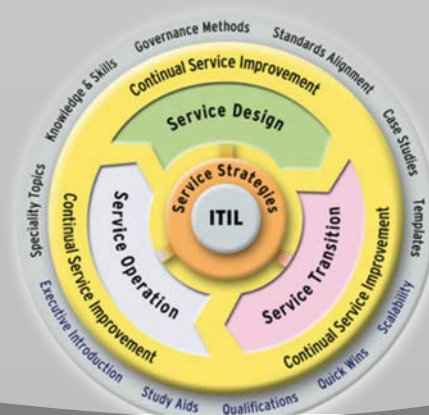 Governance Methods
Standards Alignment
Knowledge & Skills
Case Studies
Speciality Topics
Templates
Continual Service Improvement
Service Design
Service Strategies
ITIL
Service Operation
Service Transition
Continual Service Improvement
Continual Service Improvement
Executive Introduction
Scalability
Study Aids
Quick Wins
Qualifications